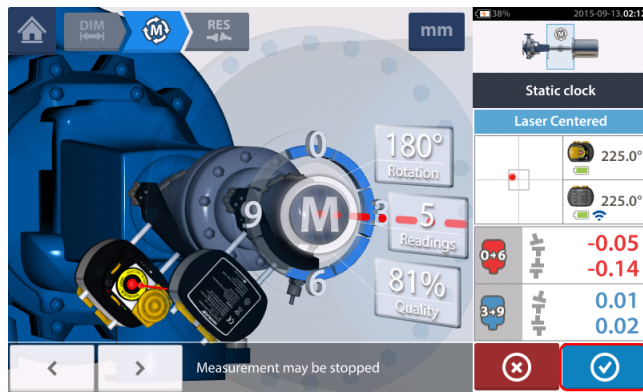 DIM
M
RES
mm
38%
2015-09-13,02:12
Static clock
Laser Centered
0
180°
Rotation
225.0°
9
M
3
5
Readings
225.0°
6
81%
Quality
0→6
-0.05
-0.14
3→9
0.01
0.02
Measurement may be stopped